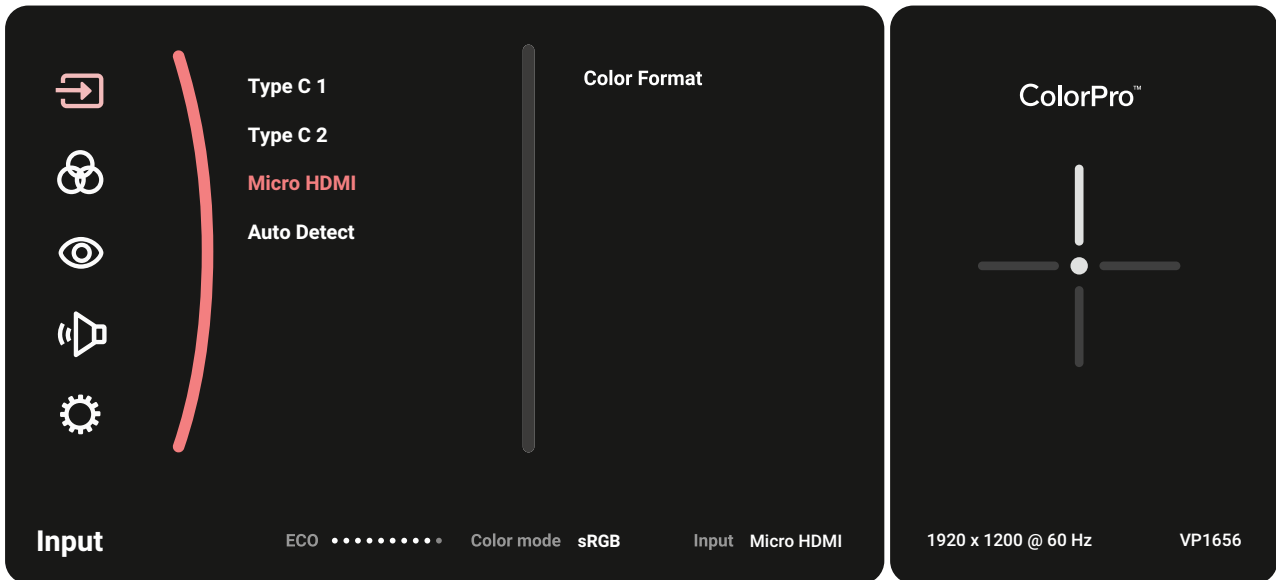 Type C 1
Type C 2
Micro HDMI
Auto Detect
Color Format
Input
ECO
Color mode sRGB
Input Micro HDMI
ColorPro™
1920 x 1200 @ 60 Hz
VP1656